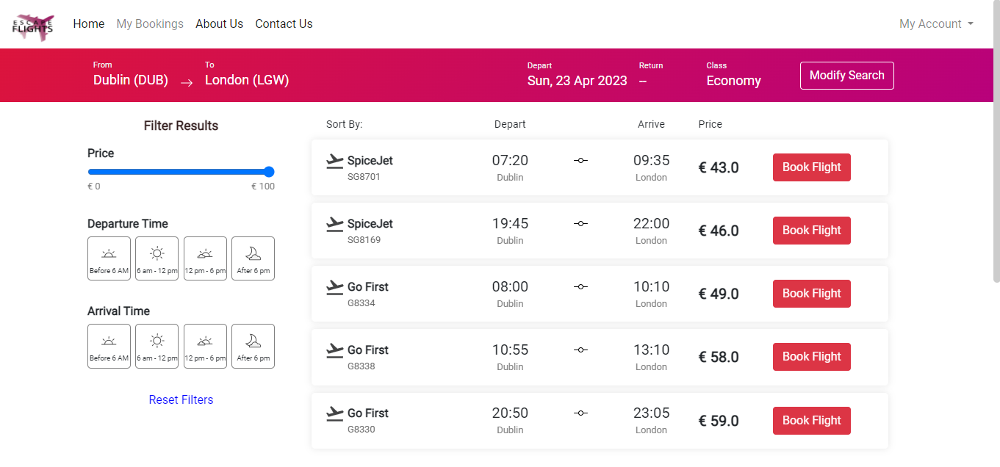 ESCAPE
FLIGHTS
Home My Bookings About Us Contact Us My Account
From To Depart Return Class
Dublin (DUB) → London (LGW) Sun, 23 Apr 2023 -- Economy Modify Search
Filter Results
Price
€ 0 € 100
Departure Time
Before 6 AM 6 am - 12 pm 12 pm - 6 pm After 6 pm
Arrival Time
Before 6 AM 6 am - 12 pm 12 pm - 6 pm After 6 pm
Reset Filters
Sort By: Depart Arrive Price
SpiceJet 07:20 09:35 € 43.0 Book Flight
SG8701 Dublin London
SpiceJet 19:45 22:00 € 46.0 Book Flight
SG8169 Dublin London
Go First 08:00 10:10 € 49.0 Book Flight
G8334 Dublin London
Go First 10:55 13:10 € 58.0 Book Flight
G8338 Dublin London
Go First 20:50 23:05 € 59.0 Book Flight
G8330 Dublin London